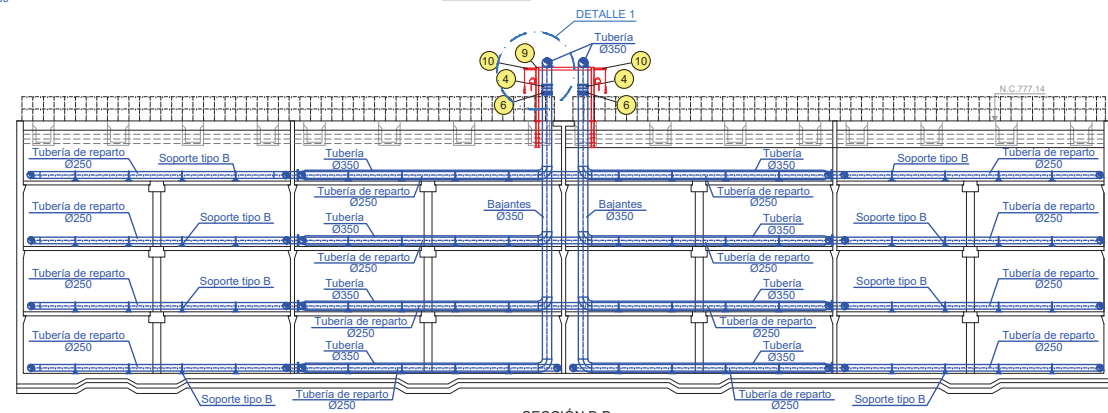 DETALLE 1
Tubería
Ø350
9
10
10
4
4
6
6
N.C.777.14
Tubería de reparto
Ø250
Soporte tipo B
Tubería
Ø350
Tubería
Ø350
Soporte tipo B
Tubería de reparto
Ø250
Tubería de reparto
Ø250
Tubería de reparto
Ø250
Tubería de reparto
Ø250
Soporte tipo B
Tubería
Ø350
Bajantes
Ø350
Bajantes
Ø350
Tubería
Ø350
Soporte tipo B
Tubería de reparto
Ø250
Tubería de reparto
Ø250
Tubería de reparto
Ø250
Tubería de reparto
Ø250
Soporte tipo B
Tubería
Ø350
Tubería
Ø350
Soporte tipo B
Tubería de reparto
Ø250
Tubería de reparto
Ø250
Tubería de reparto
Ø250
Tubería de reparto
Ø250
Tubería
Ø350
Tubería
Ø350
Tubería de reparto
Ø250
Soporte tipo B
Tubería de reparto
Ø250
Tubería de reparto
Ø250
Soporte tipo B